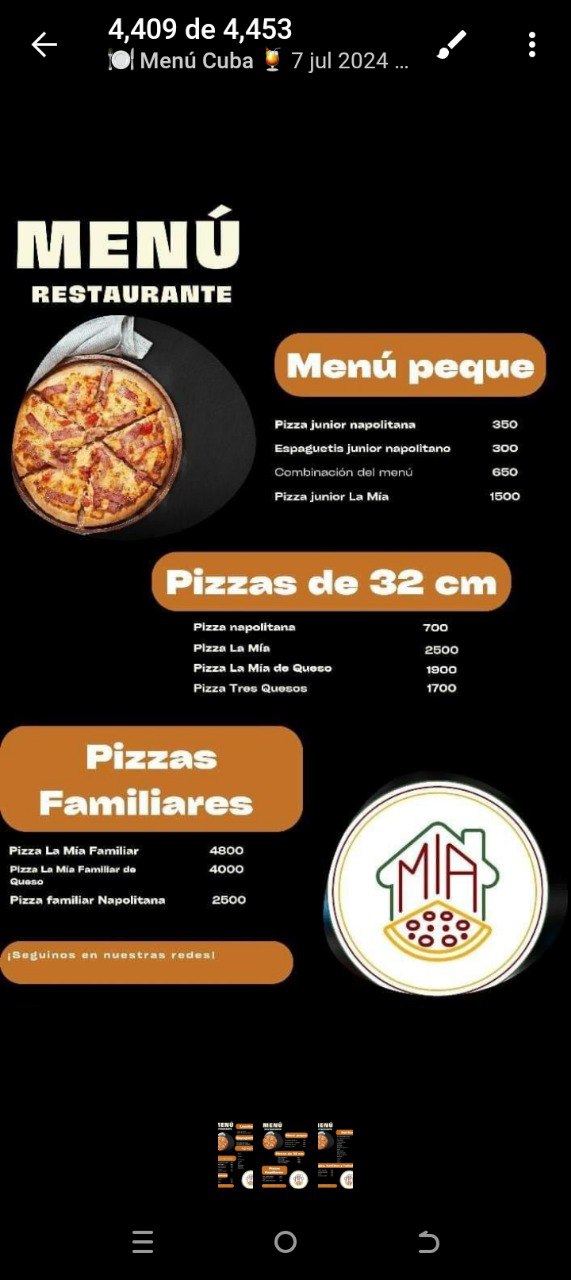 4,409 de 4,453
🍽️ Menú Cuba 🍹 7 jul 2024 ...
MENÚ
RESTAURANTE
Menú peque
Pizza junior napolitana 350
Espaguetis junior napolitano 300
Combinación del menú 650
Pizza junior La Mía 1500
Pizzas de 32 cm
Pizza napolitana 700
Pizza La Mía 2500
Pizza La Mía de Queso 1900
Pizza Tres Quesos 1700
Pizzas
Familiares
Pizza La Mía Familiar 4800
Pizza La Mía Familiar de 4000
Queso
Pizza familiar Napolitana 2500
MIA
¡Seguinos en nuestras redes!